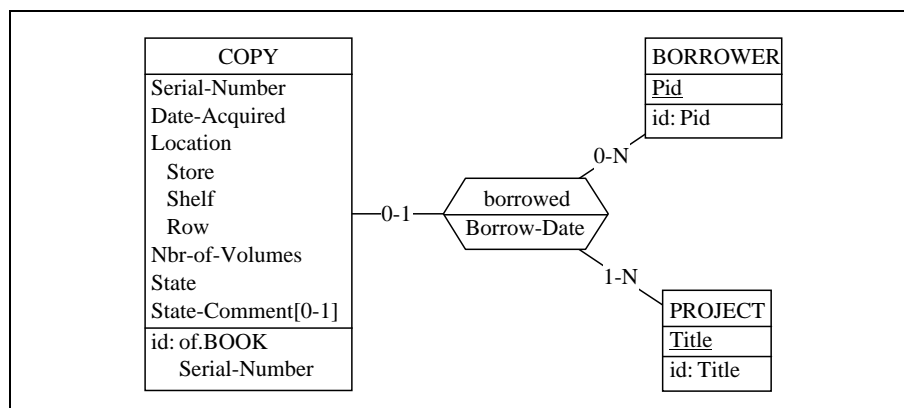 COPY
Serial-Number
Date-Acquired
Location
Store
Shelf
Row
Nbr-of-Volumes
State
State-Comment[0-1]
id: of.BOOK
Serial-Number
0-1
borrowed
Borrow-Date
0-N
1-N
BORROWER
Pid
id: Pid
PROJECT
Title
id: Title